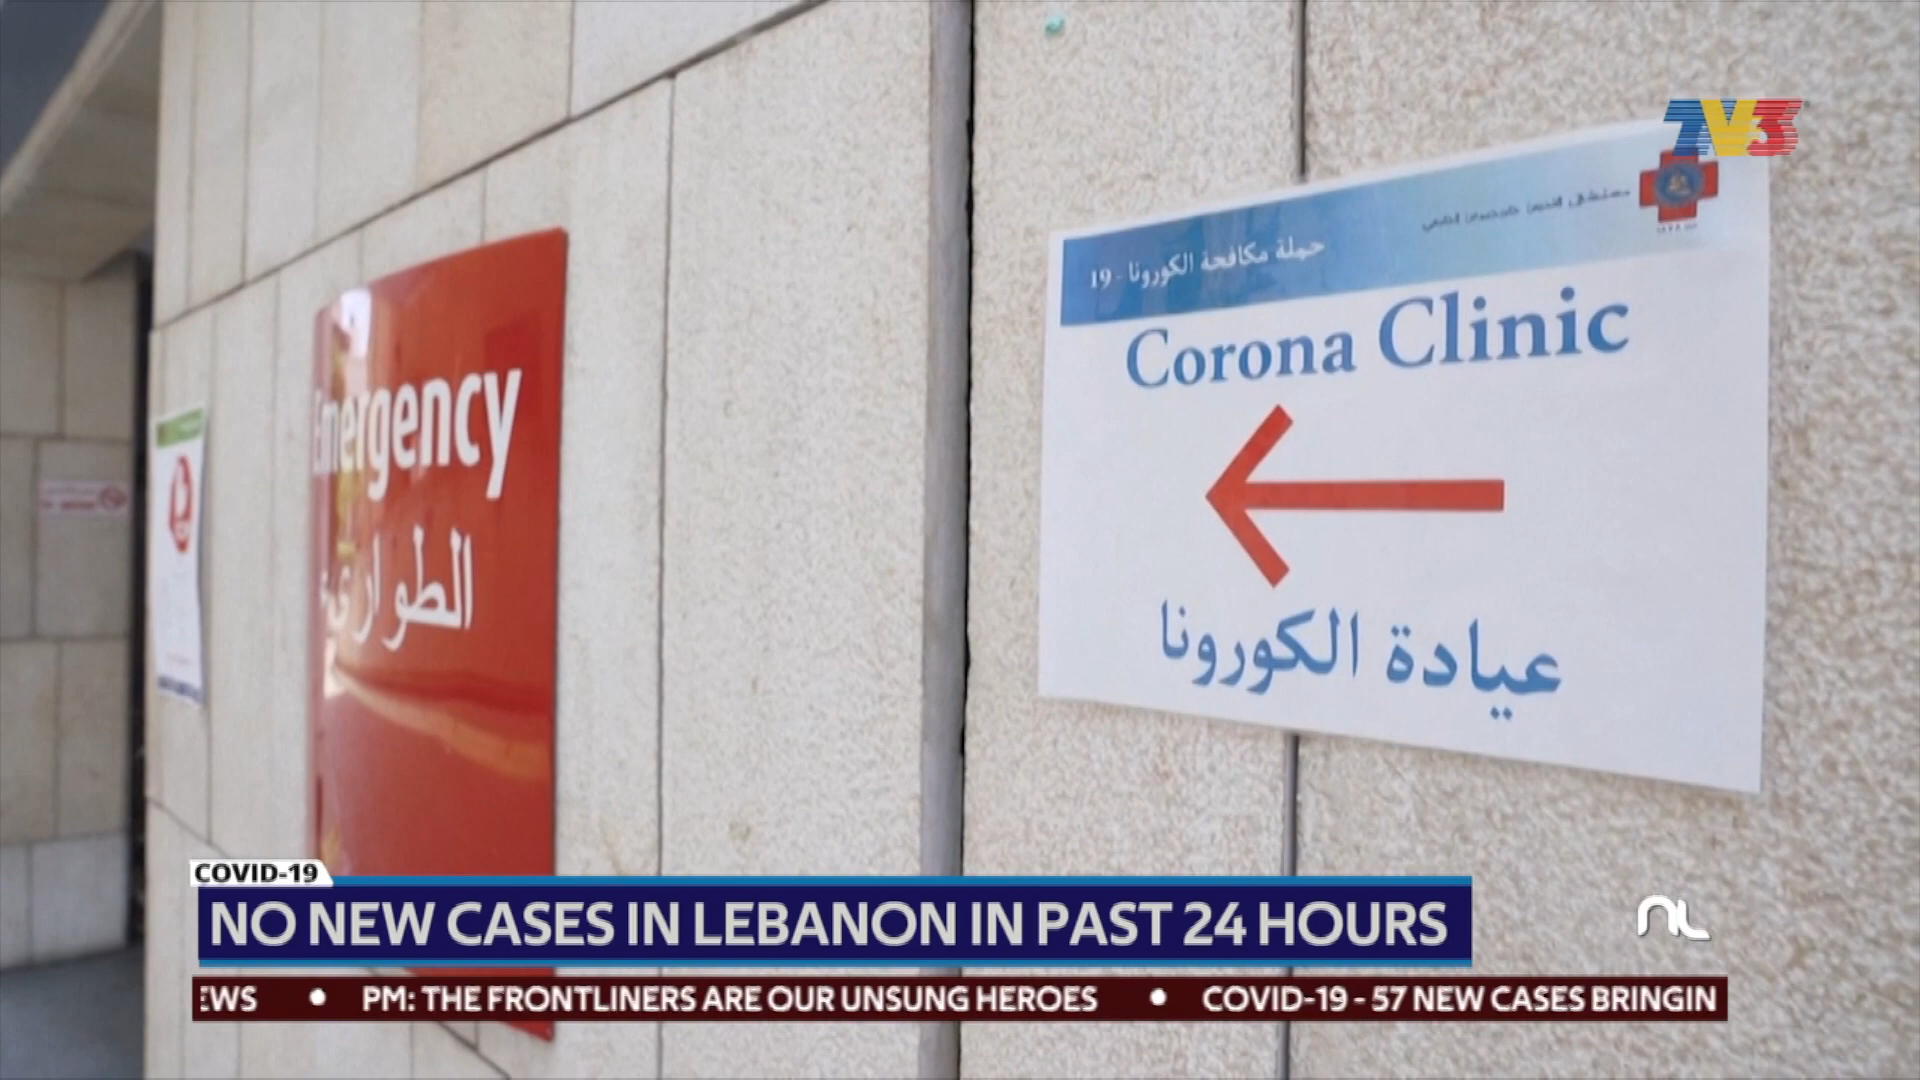 TV3
حملة مكافحة الكورونا - 19
Corona Clinic
عيادة الكورونا
Emergency
الطوارئ
COVID-19
NO NEW CASES IN LEBANON IN PAST 24 HOURS
NL
EWS • PM: THE FRONTLINERS ARE OUR UNSUNG HEROES • COVID-19 - 57 NEW CASES BRINGIN